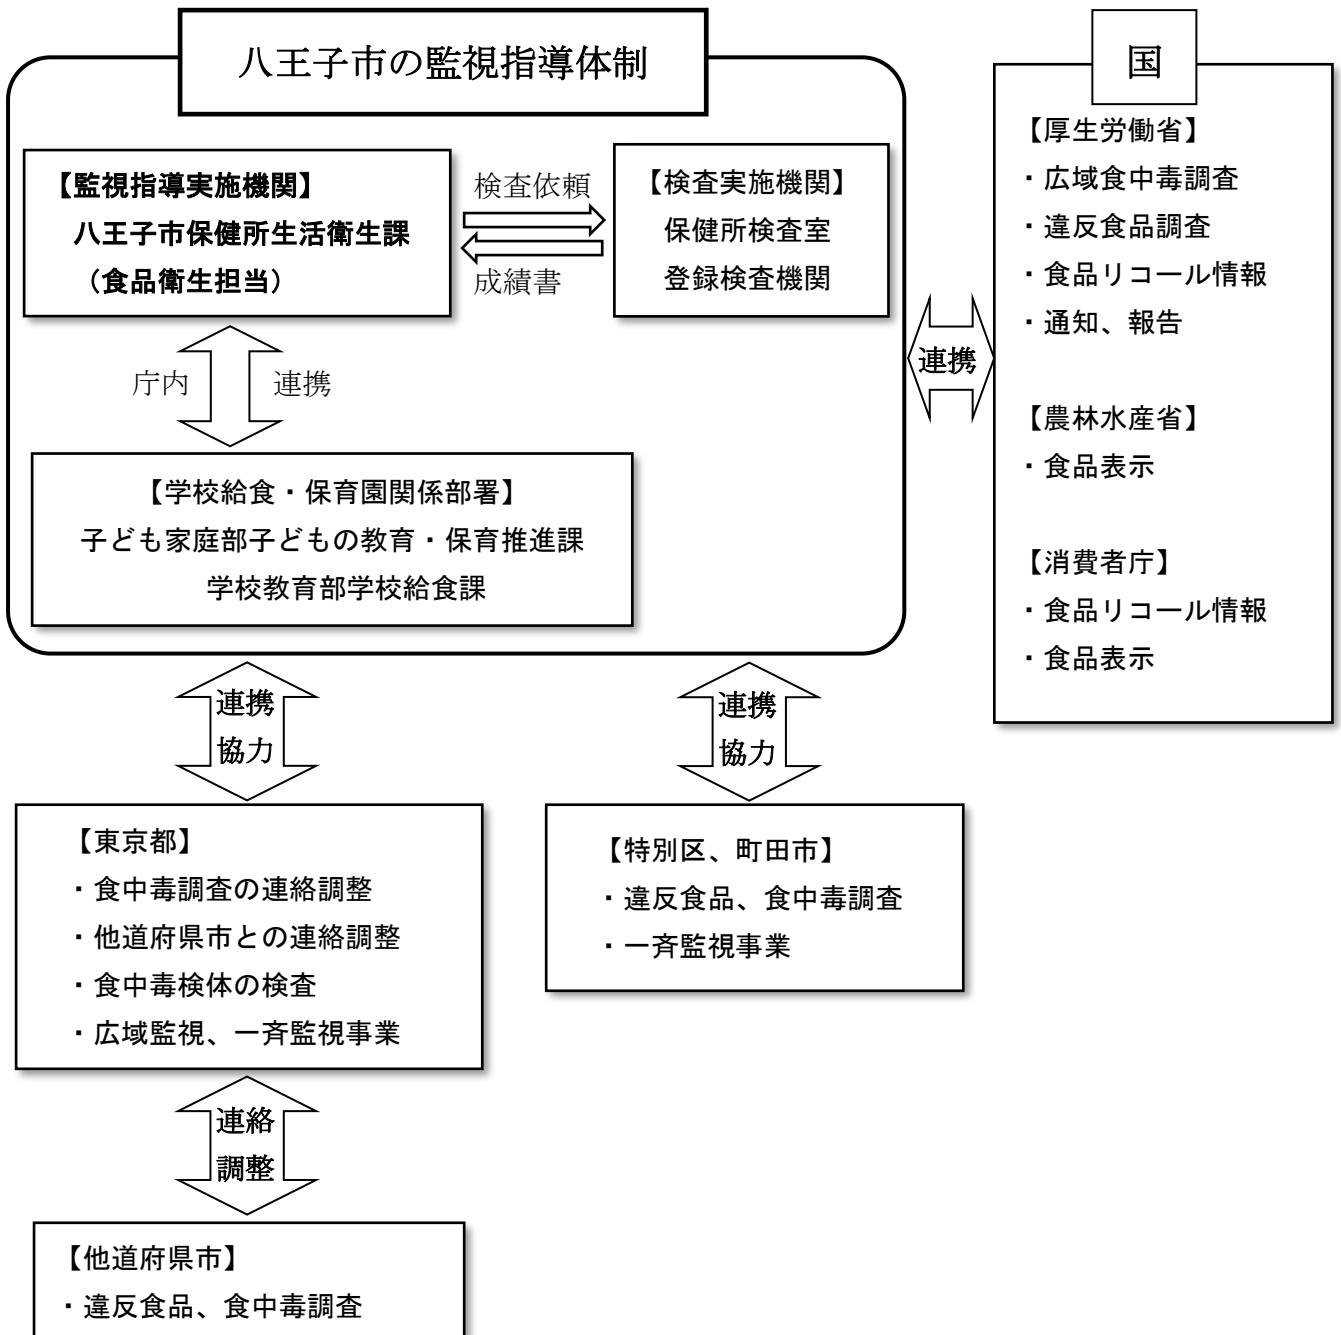 八王子市の監視指導体制
【監視指導実施機関】
八王子市保健所生活衛生課
（食品衛生担当）
検査依頼
成績書
【検査実施機関】
保健所検査室
登録検査機関
庁内 連携
【学校給食・保育園関係部署】
子ども家庭部子どもの教育・保育推進課
学校教育部学校給食課
連携
国
【厚生労働省】
・広域食中毒調査
・違反食品調査
・食品リコール情報
・通知、報告
【農林水産省】
・食品表示
【消費者庁】
・食品リコール情報
・食品表示
連携
協力
連携
協力
【東京都】
・食中毒調査の連絡調整
・他道府県市との連絡調整
・食中毒検体の検査
・広域監視、一斉監視事業
【特別区、町田市】
・違反食品、食中毒調査
・一斉監視事業
連絡
調整
【他道府県市】
・違反食品、食中毒調査